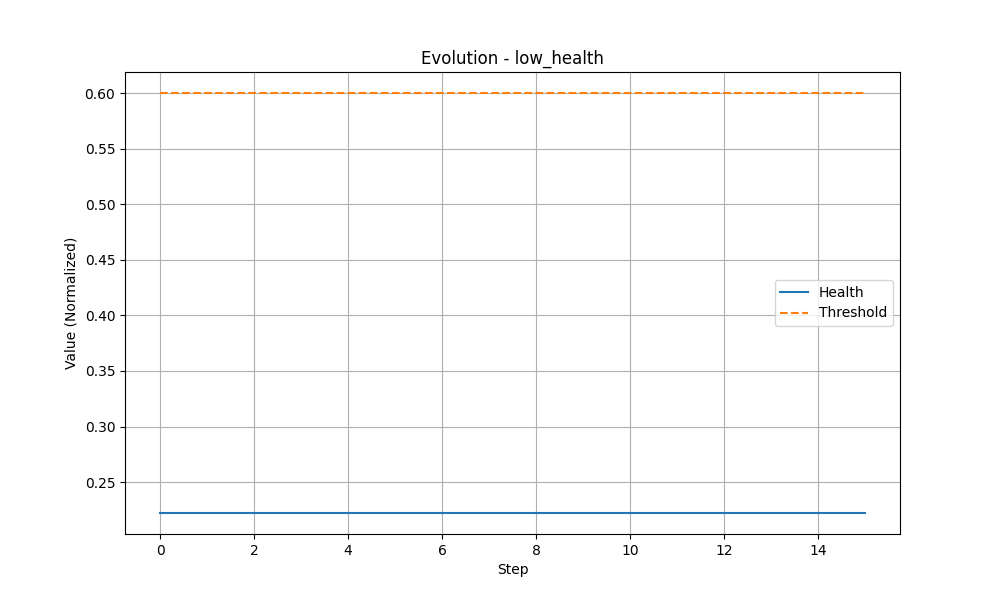 Evolution - low_health
0.60
0.55
0.50
0.45
0.40
0.35
0.30
0.25
Value (Normalized)
Health
Threshold
0 2 4 6 8 10 12 14
Step